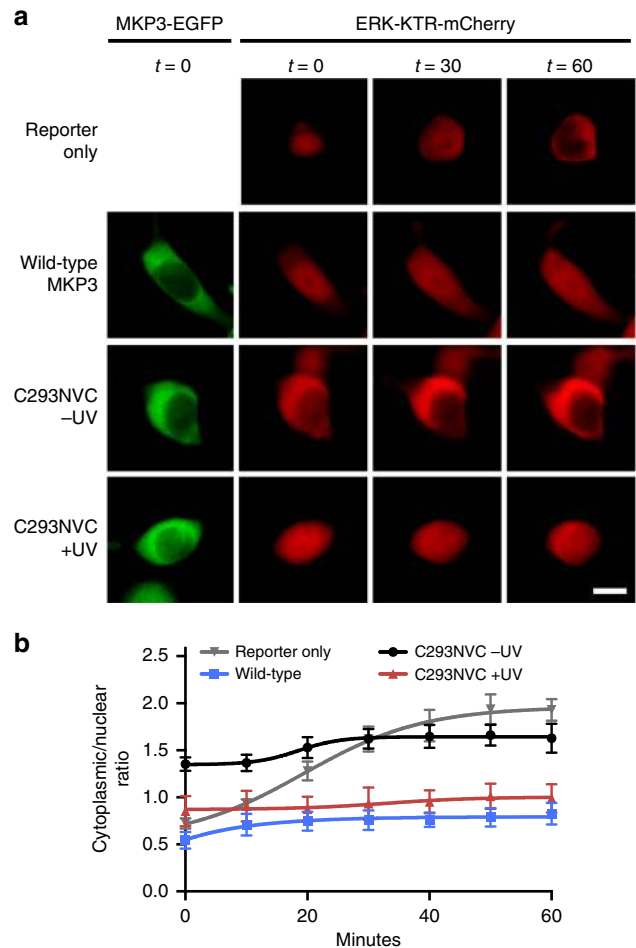 a
MKP3-EGFP
ERK-KTR-mCherry
t = 0
t = 0
t = 30
t = 60
Reporter
only
Wild-type
MKP3
C293NVC
–UV
C293NVC
+UV
b
Reporter only
C293NVC –UV
Wild-type
C293NVC +UV
2.5
2.0
1.5
1.0
0.5
0.0
Cytoplasmic/nuclear
ratio
0
20
40
60
Minutes